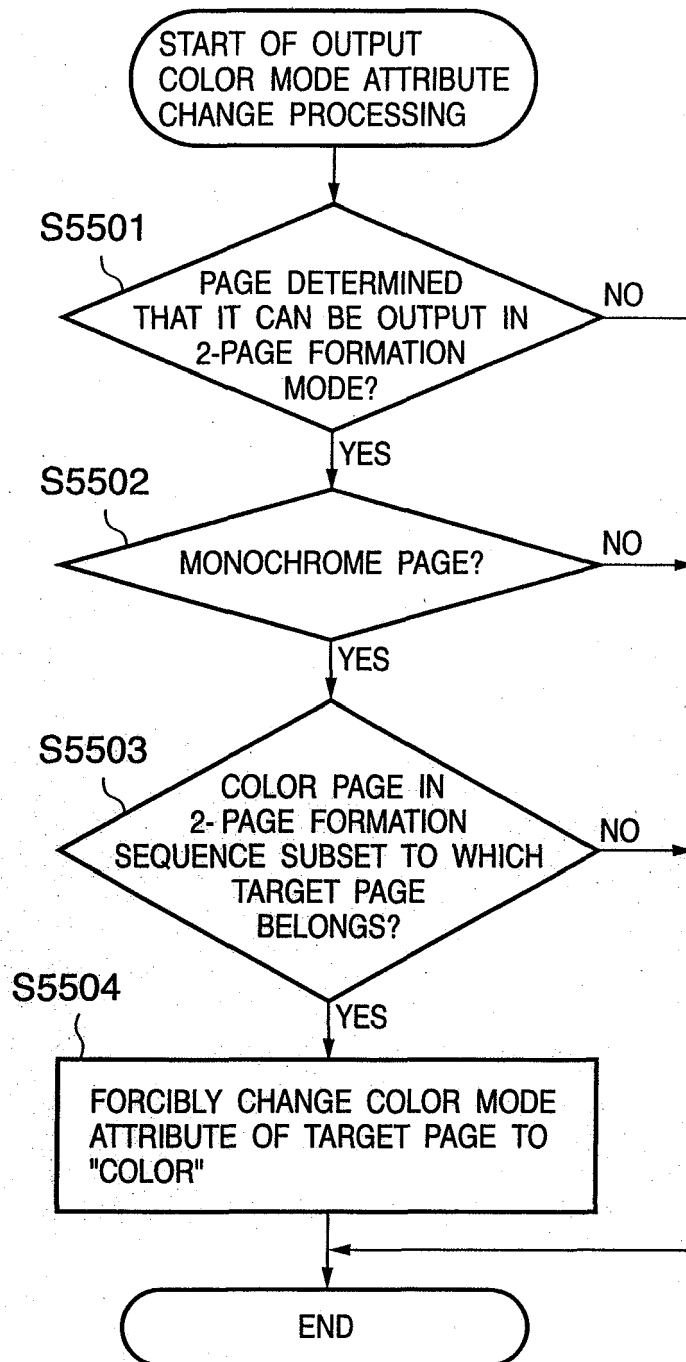 START OF OUTPUT
COLOR MODE ATTRIBUTE
CHANGE PROCESSING
S5501
PAGE DETERMINED
THAT IT CAN BE OUTPUT IN
2-PAGE FORMATION
MODE?
NO
YES
S5502
MONOCHROME PAGE?
NO
YES
S5503
COLOR PAGE IN
2- PAGE FORMATION
SEQUENCE SUBSET TO WHICH
TARGET PAGE
BELONGS?
NO
YES
S5504
FORCIBLY CHANGE COLOR MODE
ATTRIBUTE OF TARGET PAGE TO
"COLOR"
END